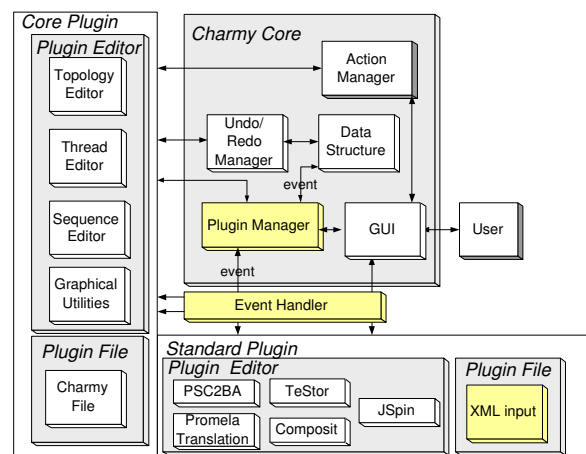 Core Plugin
Plugin Editor
Topology
Editor
Thread
Editor
Sequence
Editor
Graphical
Utilities
Plugin File
Charmy
File
Charmy Core
Action
Manager
Undo/
Redo
Manager
Data
Structure
event
Plugin Manager
GUI
User
event
Event Handler
Standard Plugin
Plugin Editor
PSC2BA
TeStor
JSpin
Promela
Translation
Composit
Plugin File
XML input